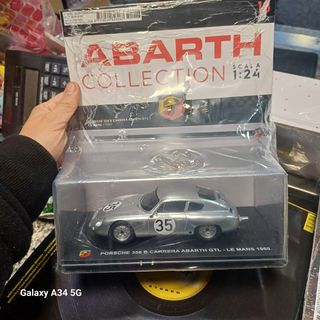 ABARTH
COLLECTION
SCALA
1:24
35
PORSCHE 356 B CARRERA ABARTH GTL - LE MANS 1960
Galaxy A34 5G